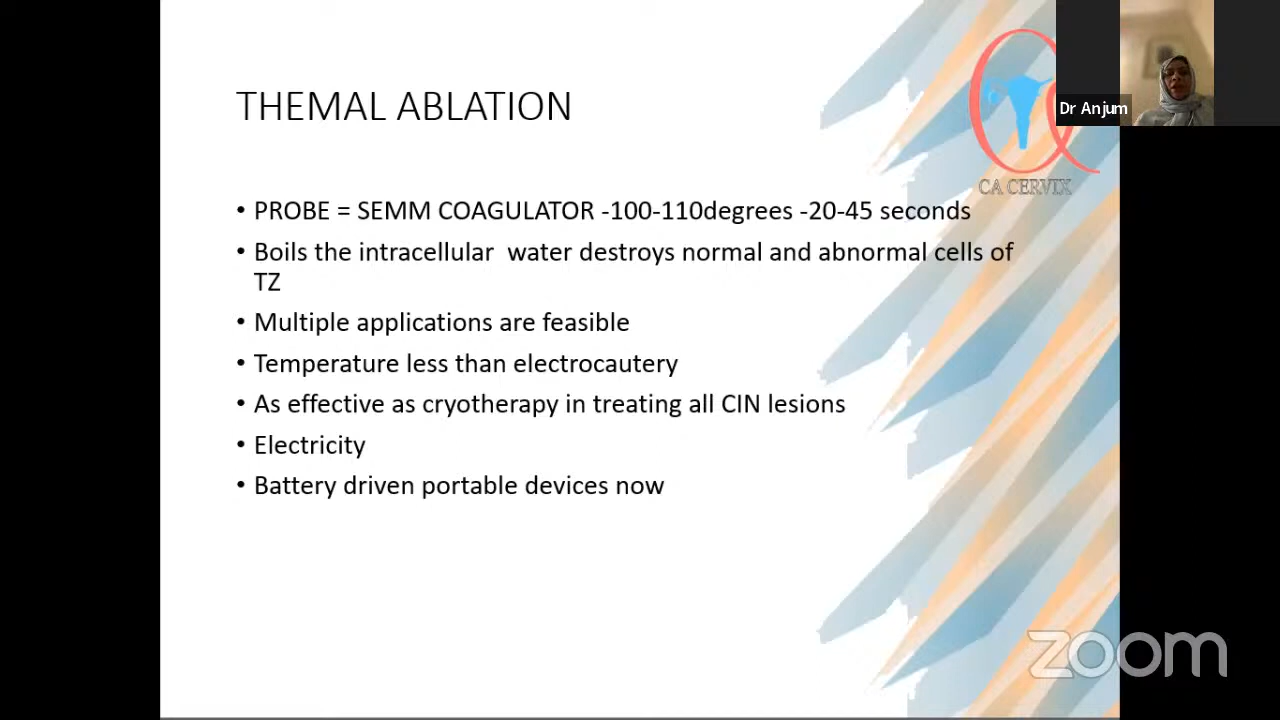 THEMAL ABLATION
Dr Anjum
CA CERVIX
• PROBE = SEMM COAGULATOR -100-110degrees -20-45 seconds
• Boils the intracellular  water destroys normal and abnormal cells of
TZ
• Multiple applications are feasible
• Temperature less than electrocautery
• As effective as cryotherapy in treating all CIN lesions
• Electricity
• Battery driven portable devices now
zoom